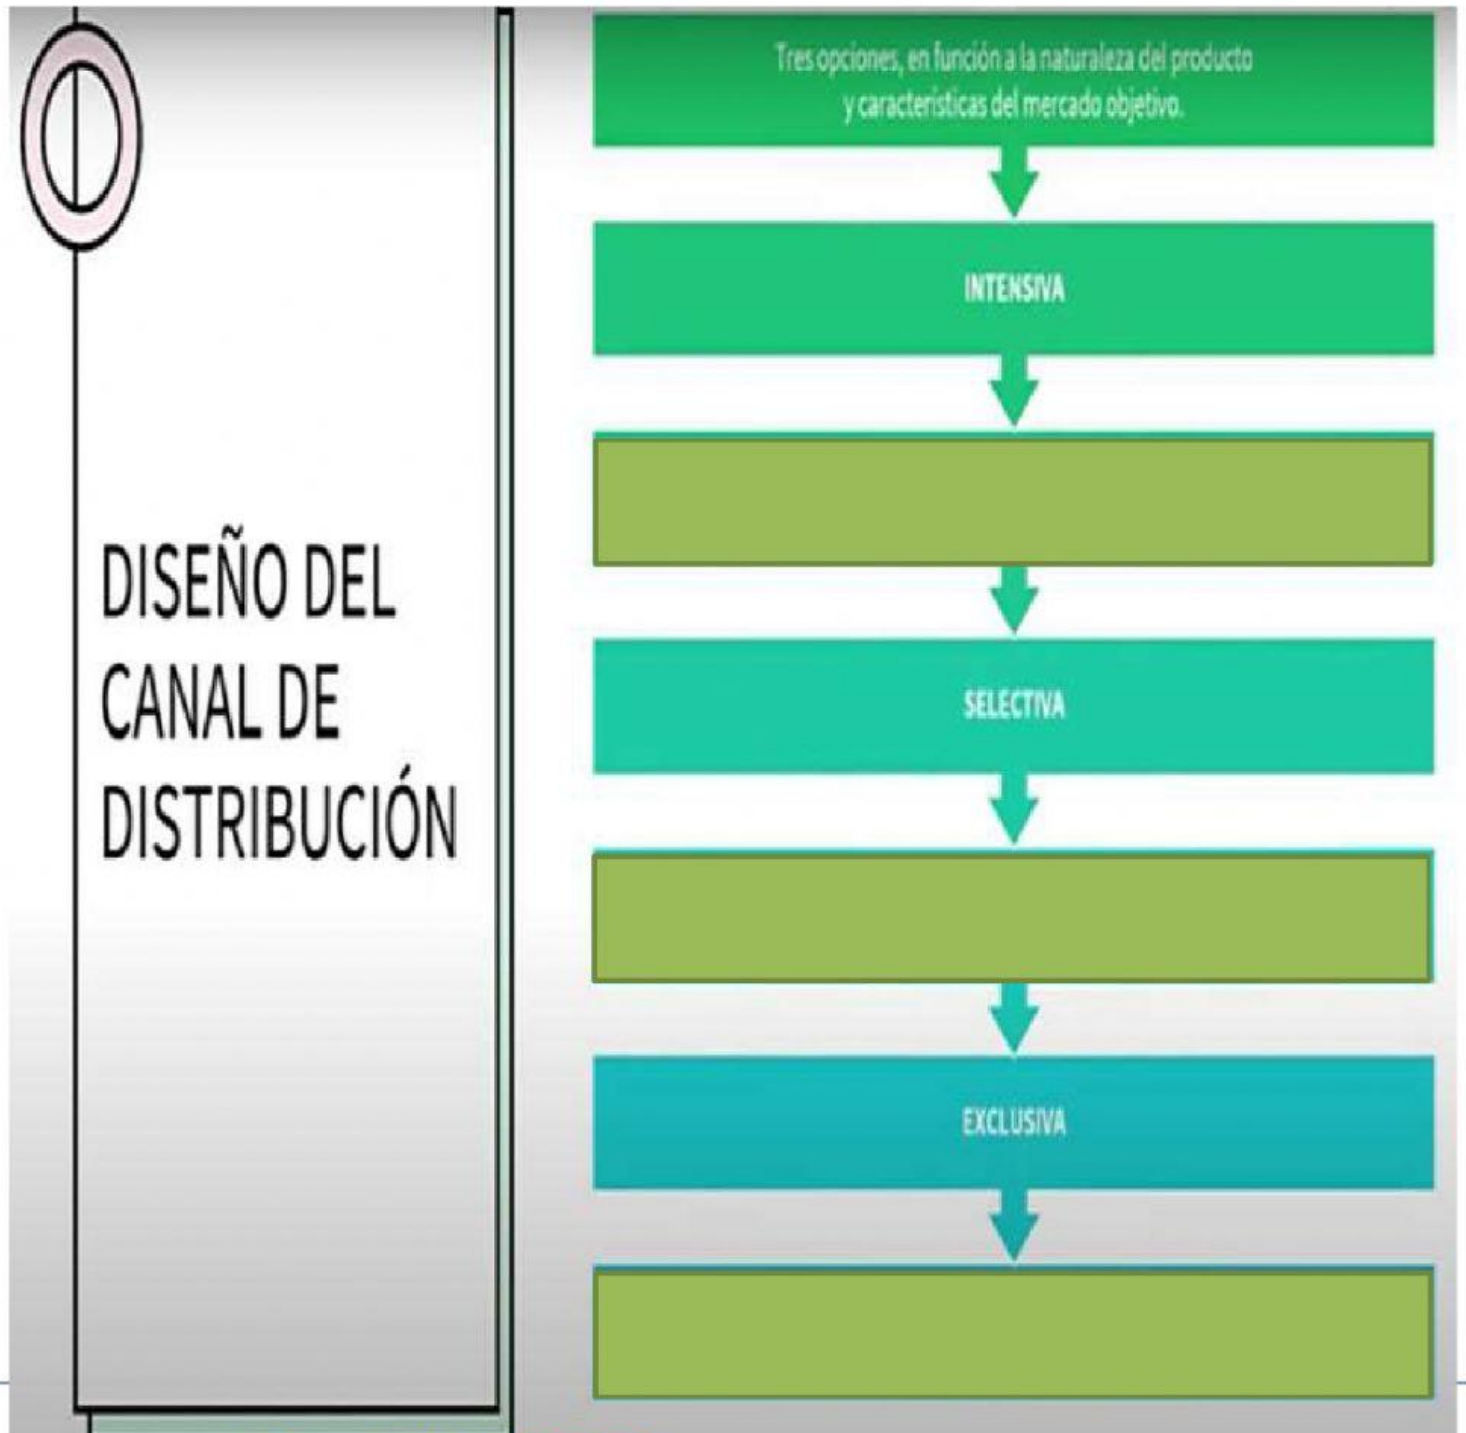 DISEÑO DEL
CANAL DE
DISTRIBUCIÓN
Tres opciones, en función a la naturaleza del producto
y características del mercado objetivo.
INTENSIVA
SELECTIVA
EXCLUSIVA